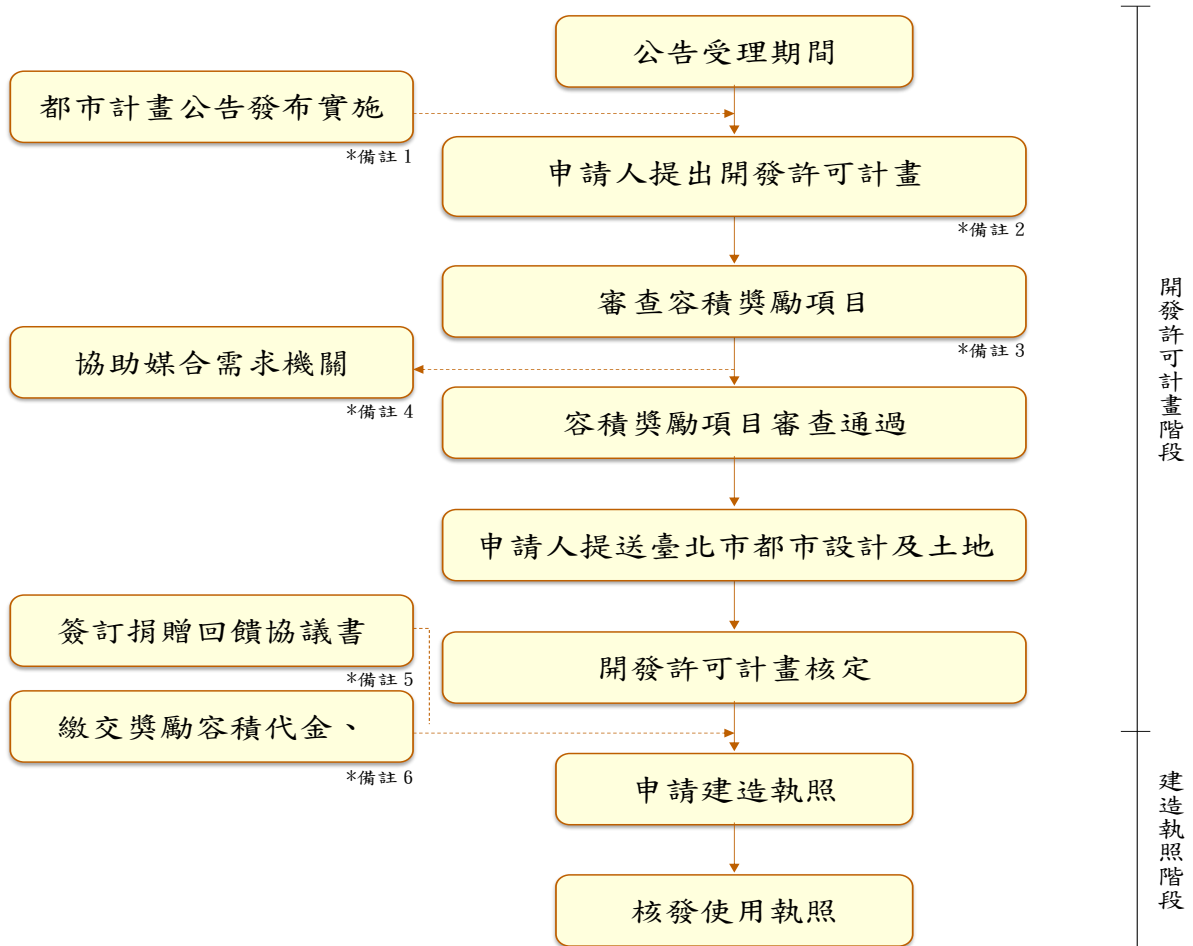 公告受理期間
都市計畫公告發布實施
*備註 1
申請人提出開發許可計畫
*備註 2
審查容積獎勵項目
*備註 3
協助媒合需求機關
*備註 4
容積獎勵項目審查通過
申請人提送臺北市都市設計及土地
簽訂捐贈回饋協議書
*備註 5
開發許可計畫核定
繳交獎勵容積代金、
*備註 6
申請建造執照
核發使用執照
開發許可計畫階段
建造執照階段